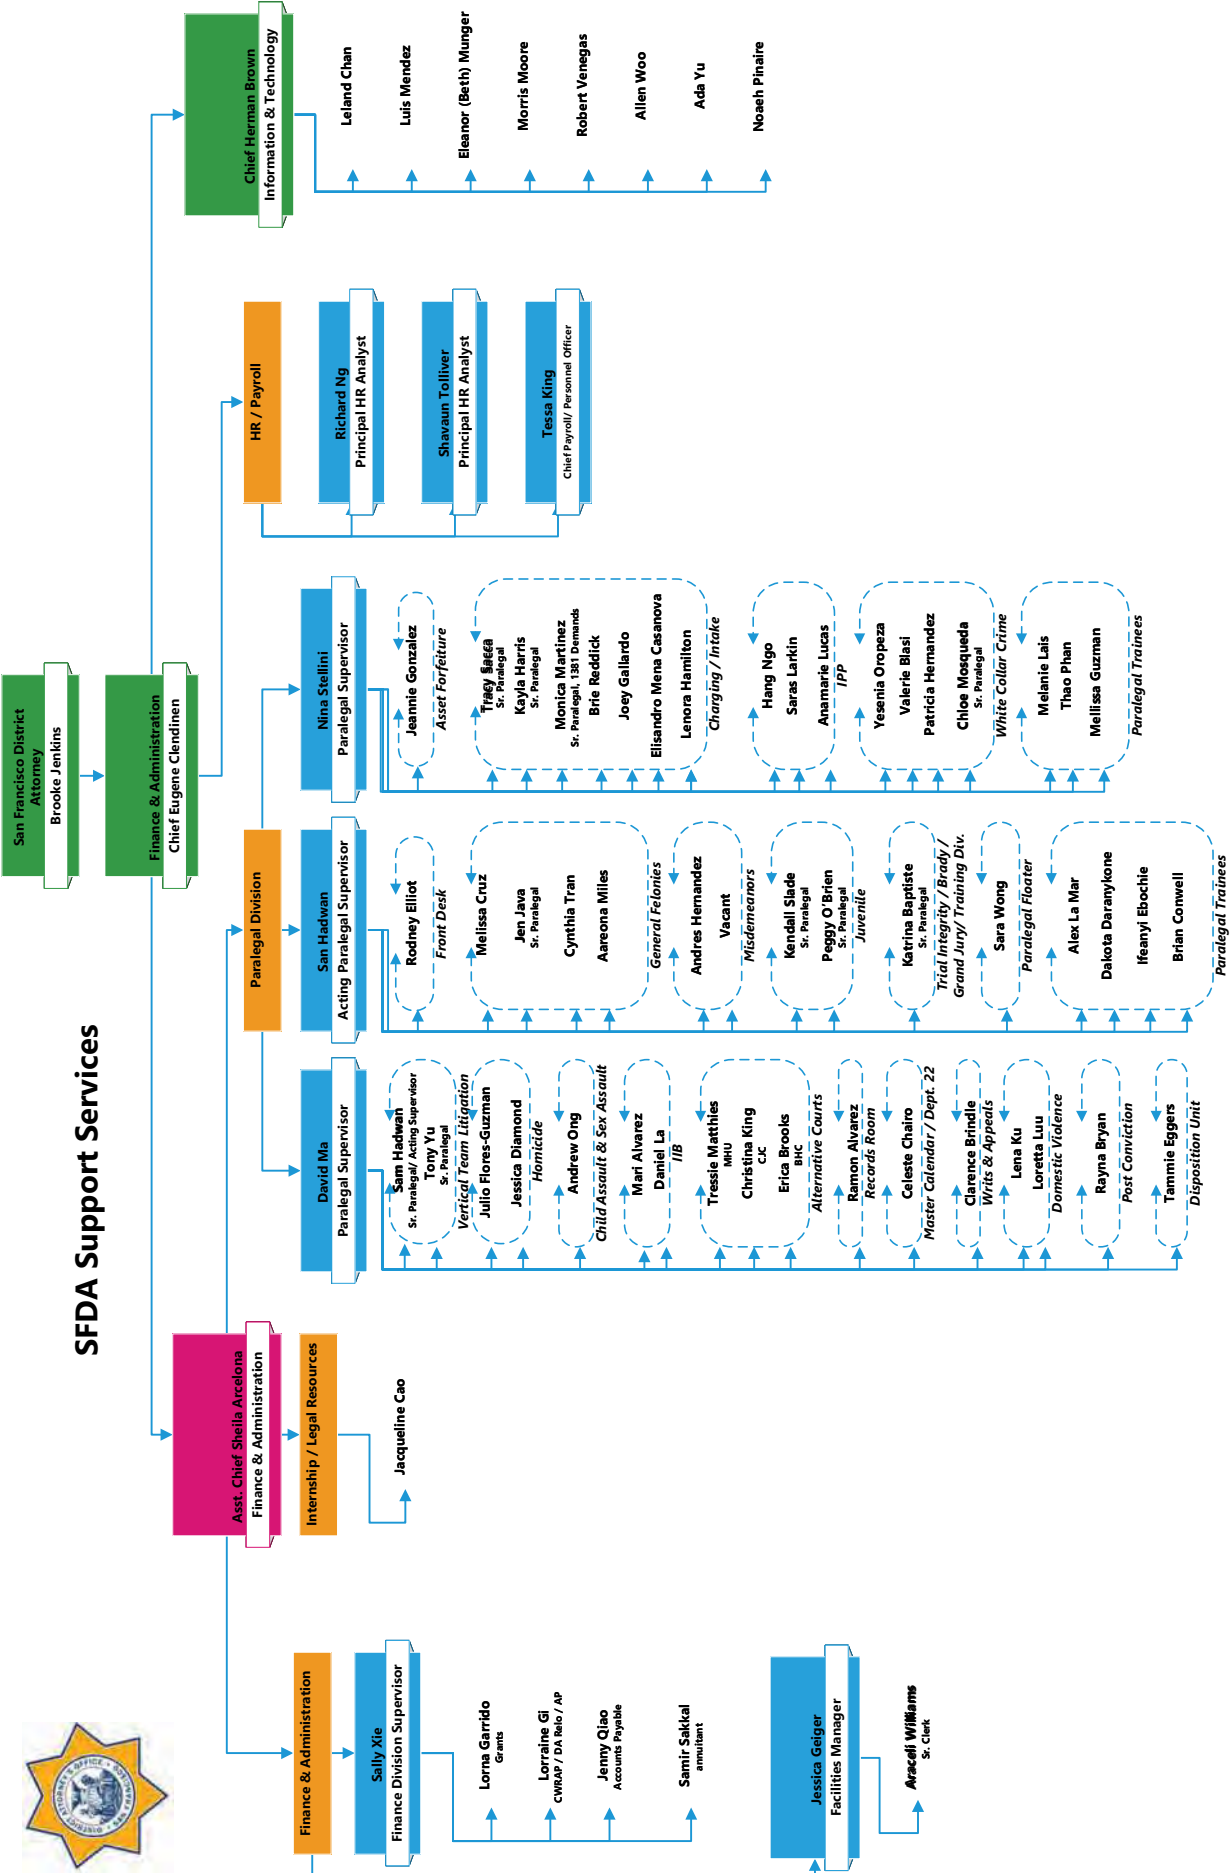 SFDA Support Services
San Francisco District
Attorney
Brooke Jenkins
Finance & Administration
Chief Eugene Clendinen
Asst. Chief Sheila Arcelona
Finance & Administration
Chief Herman Brown
Information & Technology
Finance & Administration
Sally Xie
Finance Division Supervisor
Lorna Garrido
Grants
Lorraine Gi
CWRAP / DA Relo / AP
Jenny Qiao
Accounts Payable
Samir Sakkal
annuitant
Jessica Geiger
Facilities Manager
Araceli Williams
Sr. Clerk
Internship / Legal Resources
Jacqueline Cao
Paralegal Division
David Ma
Paralegal Supervisor
Sam Hadwan
Sr. Paralegal/ Acting Supervisor
Tony Yu
Sr. Paralegal
Vertical Team Litigation
Julio Flores-Guzman
Jessica Diamond
Homicide
Andrew Ong
Child Assault & Sex Assault
Mari Alvarez
Daniel La
IIB
Tressie Matthies
MHU
Christina King
CJC
Erica Brooks
BHC
Alternative Courts
Ramon Alvarez
Records Room
Celeste Chairo
Master Calendar / Dept. 22
Clarence Brindle
Writs & Appeals
Lena Ku
Loretta Luu
Domestic Violence
Rayna Bryan
Post Conviction
Tammie Eggers
Disposition Unit
San Hadwan
Acting Paralegal Supervisor
Rodney Elliot
Front Desk
Melissa Cruz
Jen Java
Sr. Paralegal
Cynthia Tran
Aareona Miles
General Felonies
Andres Hernandez
Vacant
Misdemeanors
Kendall Slade
Sr. Paralegal
Peggy O'Brien
Sr. Paralegal
Juvenile
Katrina Baptiste
Sr. Paralegal
Trial Integrity / Brady /
Grand Jury/ Training Div.
Sara Wong
Paralegal Floater
Alex La Mar
Dakota Daranykone
Ifeanyi Ebochie
Brian Conwell
Paralegal Trainees
Nina Stellini
Paralegal Supervisor
Jeannie Gonzalez
Asset Forfeiture
Tracy Sacca
Sr. Paralegal
Kayla Harris
Sr. Paralegal
Monica Martinez
Sr. Paralegal, 1381 Demands
Brie Reddick
Joey Gallardo
Elisandro Mena Casanova
Lenora Hamilton
Charging / Intake
Hang Ngo
Saras Larkin
Anamarie Lucas
IPP
Yesenia Oropeza
Valerie Blasi
Patricia Hernandez
Chloe Mosqueda
Sr. Paralegal
White Collar Crime
Melanie Lais
Thao Phan
Mellissa Guzman
Paralegal Trainees
HR / Payroll
Richard Ng
Principal HR Analyst
Shavaun Tolliver
Principal HR Analyst
Tessa King
Chief Payroll/ Personnel Officer
Leland Chan
Luis Mendez
Eleanor (Beth) Munger
Morris Moore
Robert Venegas
Allen Woo
Ada Yu
Noaeh Pinaire